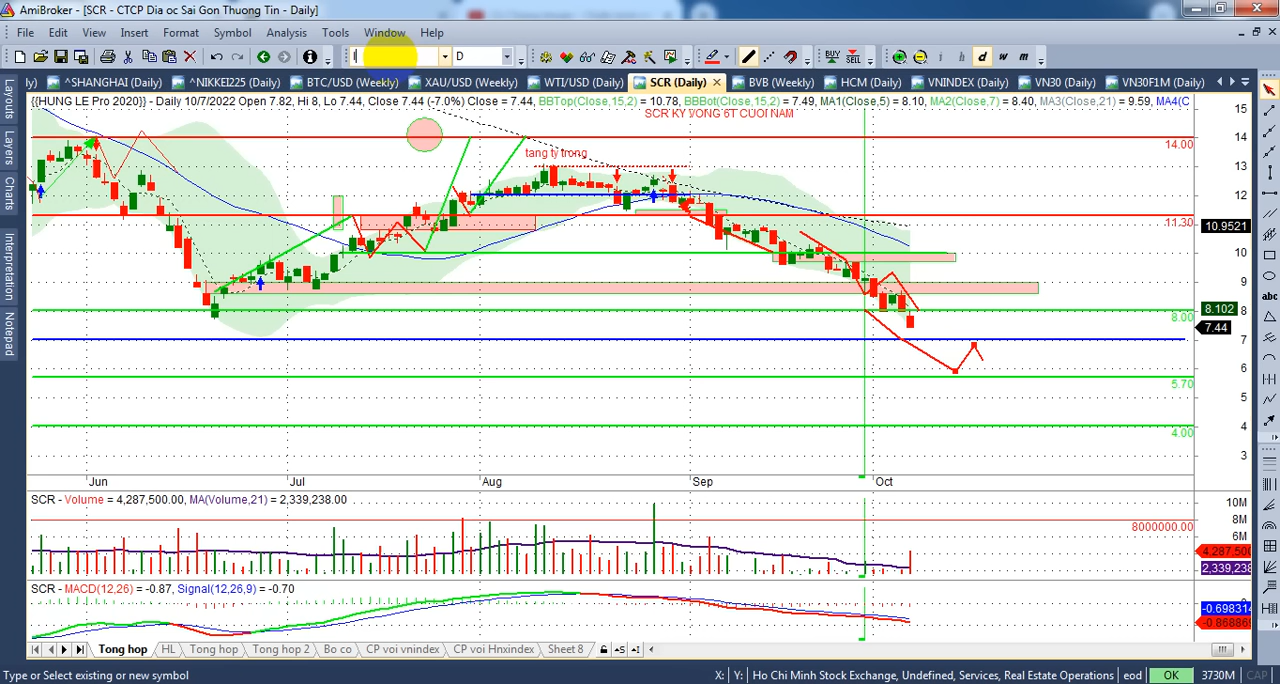 AmiBroker - [SCR - CTCP Dia oc Sai Gon Thuong Tin - Daily]
File Edit View Insert Format Symbol Analysis Tools Window Help
D
BUY SELL i h d w m
ly) ^SHANGHAI (Daily) ^NIKKEI225 (Daily) BTC/USD (Weekly) XAU/USD (Weekly) WTI/USD (Daily) SCR (Daily) BVB (Weekly) HCM (Daily) VNINDEX (Daily) VN30 (Daily) VN30F1M (Daily)
{{HUNG LE Pro 2020}} - Daily 10/7/2022 Open 7.82, Hi 8, Lo 7.44, Close 7.44 (-7.0%) Close = 7.44, BBTop(Close,15,2) = 10.78, BBBot(Close,15,2) = 7.49, MA1(Close,5) = 8.10, MA2(Close,7) = 8.40, MA3(Close,21) = 9.59, MA4(C
SCR KY VONG 6T CUOI NAM
tang ty trong
14.00
11.30
8.00
5.70
4.00
15
14
13
12
10.9521
10
9
8.102
8
7.44
7
6
5
4
3
Jun Jul Aug Sep Oct
SCR - Volume = 4,287,500.00, MA(Volume,21) = 2,339,238.00
10M
8M
8000000.00
6M
4,287,500
2,339,238
SCR - MACD(12,26) = -0.87, Signal(12,26,9) = -0.70
-0.698314
-0.868869
Tong hop HL Tong hop Tong hop 2 Bo co CP voi vnindex CP voi Hnxindex Sheet 8
Type or Select existing or new symbol X: Y: Ho Chi Minh Stock Exchange, Undefined, Services, Real Estate Operations eod OK 3730M CAP
Layouts
Layers
Charts
Interpretation
Notepad
abc